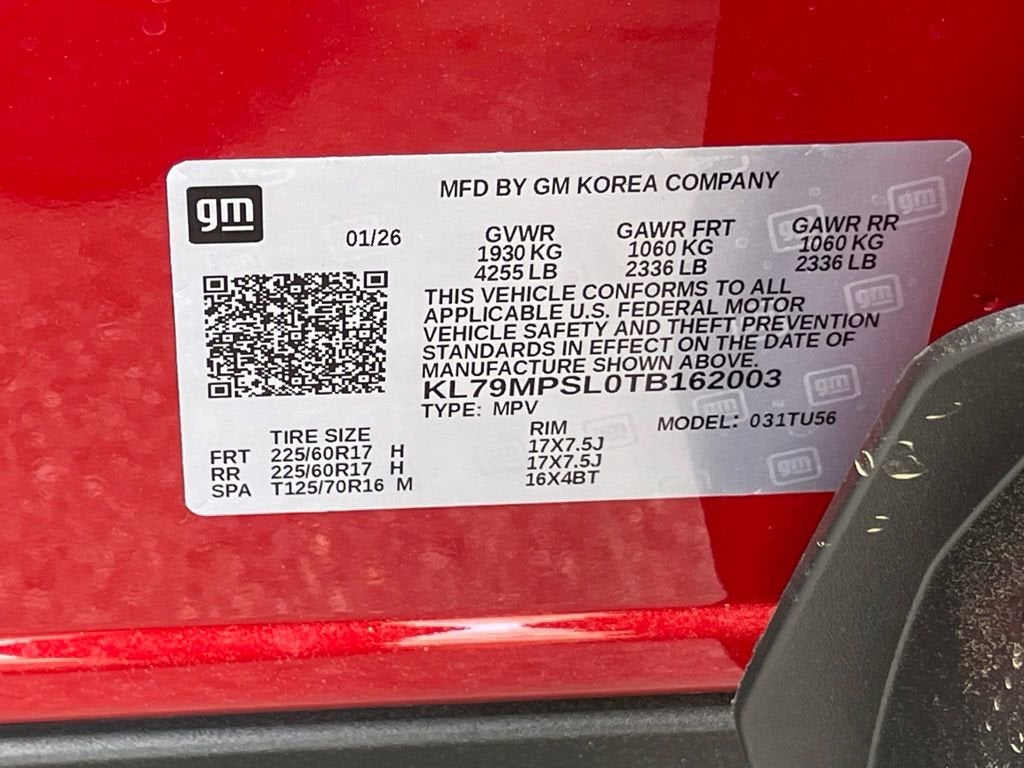 gm
MFD BY GM KOREA COMPANY
01/26
GVWR GAWR FRT GAWR RR
1930 KG 1060 KG 1060 KG
4255 LB 2336 LB 2336 LB
THIS VEHICLE CONFORMS TO ALL
APPLICABLE U.S. FEDERAL MOTOR
VEHICLE SAFETY AND THEFT PREVENTION
STANDARDS IN EFFECT ON THE DATE OF
MANUFACTURE SHOWN ABOVE.
KL79MPSL0TB162003
TYPE: MPV MODEL: 031TU56
TIRE SIZE RIM
FRT 225/60R17 H 17X7.5J
RR 225/60R17 H 17X7.5J
SPA T125/70R16 M 16X4BT